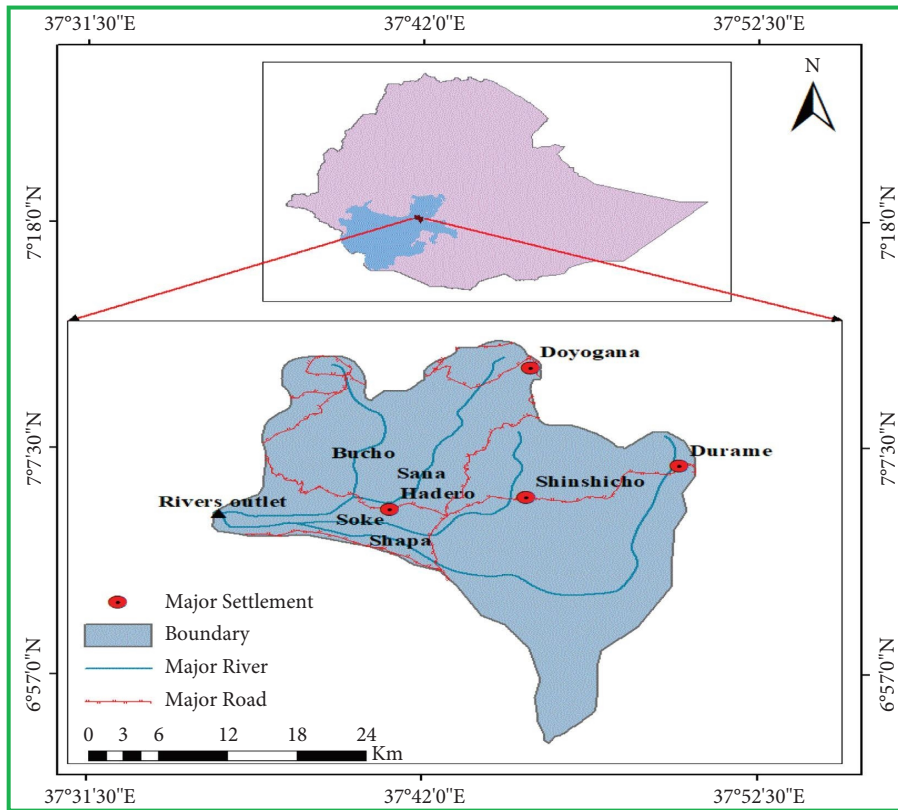 37°31'30"E 37°42'0"E 37°52'30"E
N
7°18'0"N 7°18'0"N
Doyogana
7°7'30"N 7°7'30"N
Bucho Durame
Sana Shinshicho
Rivers outlet Hadero
Soke
Shapa
Major Settlement
Boundary
Major River
6°57'0"N 6°57'0"N
Major Road
0 3 6 12 18 24
Km
37°31'30"E 37°42'0"E 37°52'30"E